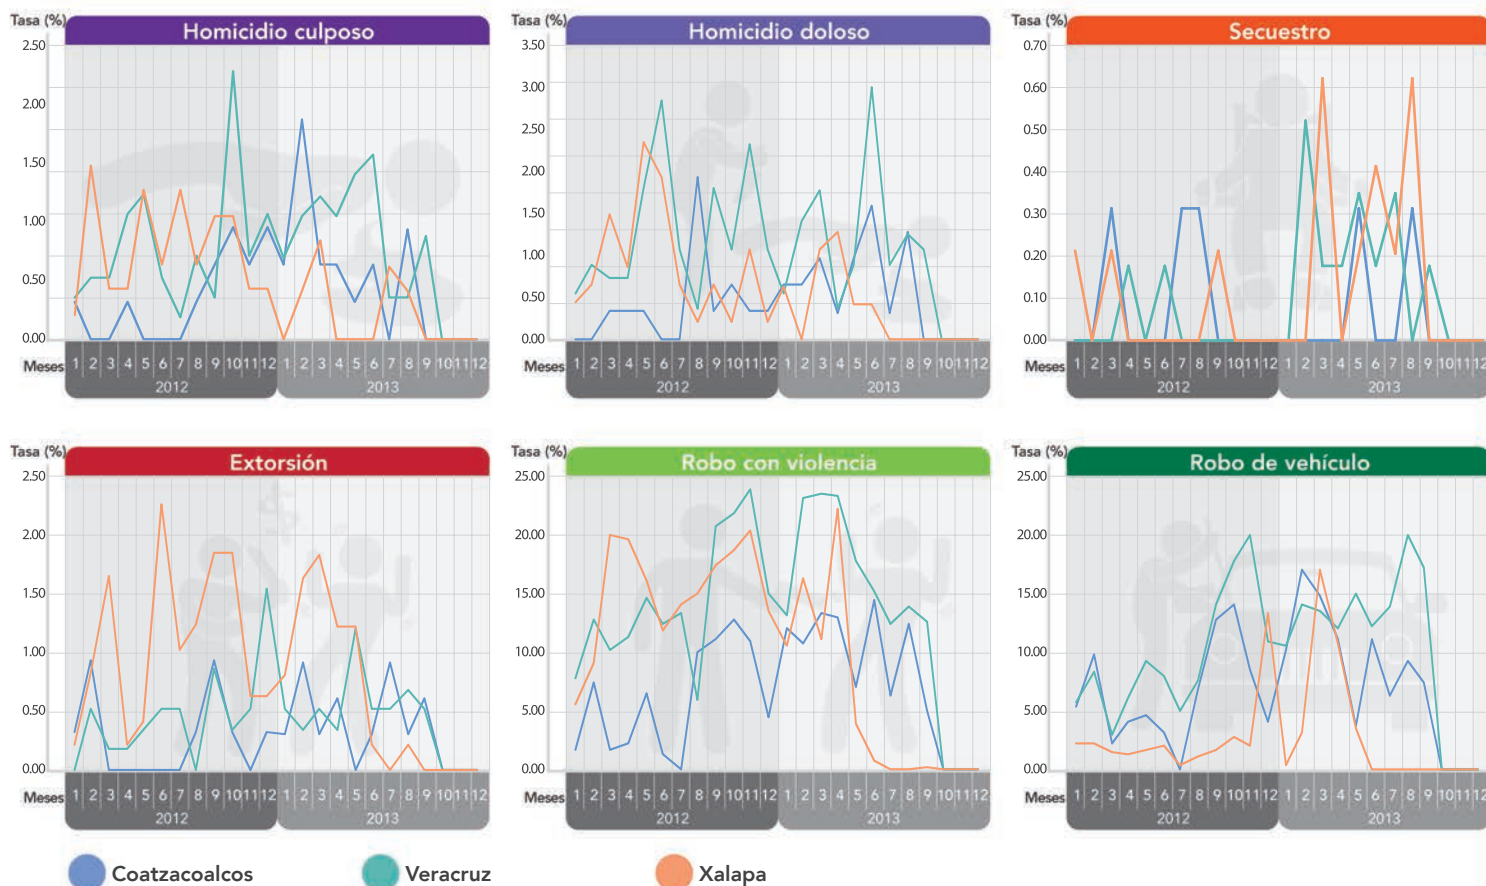 Tasa (%)
Homicidio culposo
2.50
2.00
1.50
1.00
0.50
0.00
Meses 1 2 3 4 5 6 7 8 9 10 11 12 1 2 3 4 5 6 7 8 9 10 11 12
2012 2013
Tasa (%)
Homicidio doloso
3.50
3.00
2.50
2.00
1.50
1.00
0.50
0.00
Meses 1 2 3 4 5 6 7 8 9 10 11 12 1 2 3 4 5 6 7 8 9 10 11 12
2012 2013
Tasa (%)
Secuestro
0.70
0.60
0.50
0.40
0.30
0.20
0.10
0.00
Meses 1 2 3 4 5 6 7 8 9 10 11 12 1 2 3 4 5 6 7 8 9 10 11 12
2012 2013
Tasa (%)
Extorsión
2.50
2.00
1.50
1.00
0.50
0.00
Meses 1 2 3 4 5 6 7 8 9 10 11 12 1 2 3 4 5 6 7 8 9 10 11 12
2012 2013
Tasa (%)
Robo con violencia
25.00
20.00
15.00
10.00
5.00
0.00
Meses 1 2 3 4 5 6 7 8 9 10 11 12 1 2 3 4 5 6 7 8 9 10 11 12
2012 2013
Tasa (%)
Robo de vehículo
25.00
20.00
15.00
10.00
5.00
0.00
Meses 1 2 3 4 5 6 7 8 9 10 11 12 1 2 3 4 5 6 7 8 9 10 11 12
2012 2013
Coatzacoalcos Veracruz Xalapa